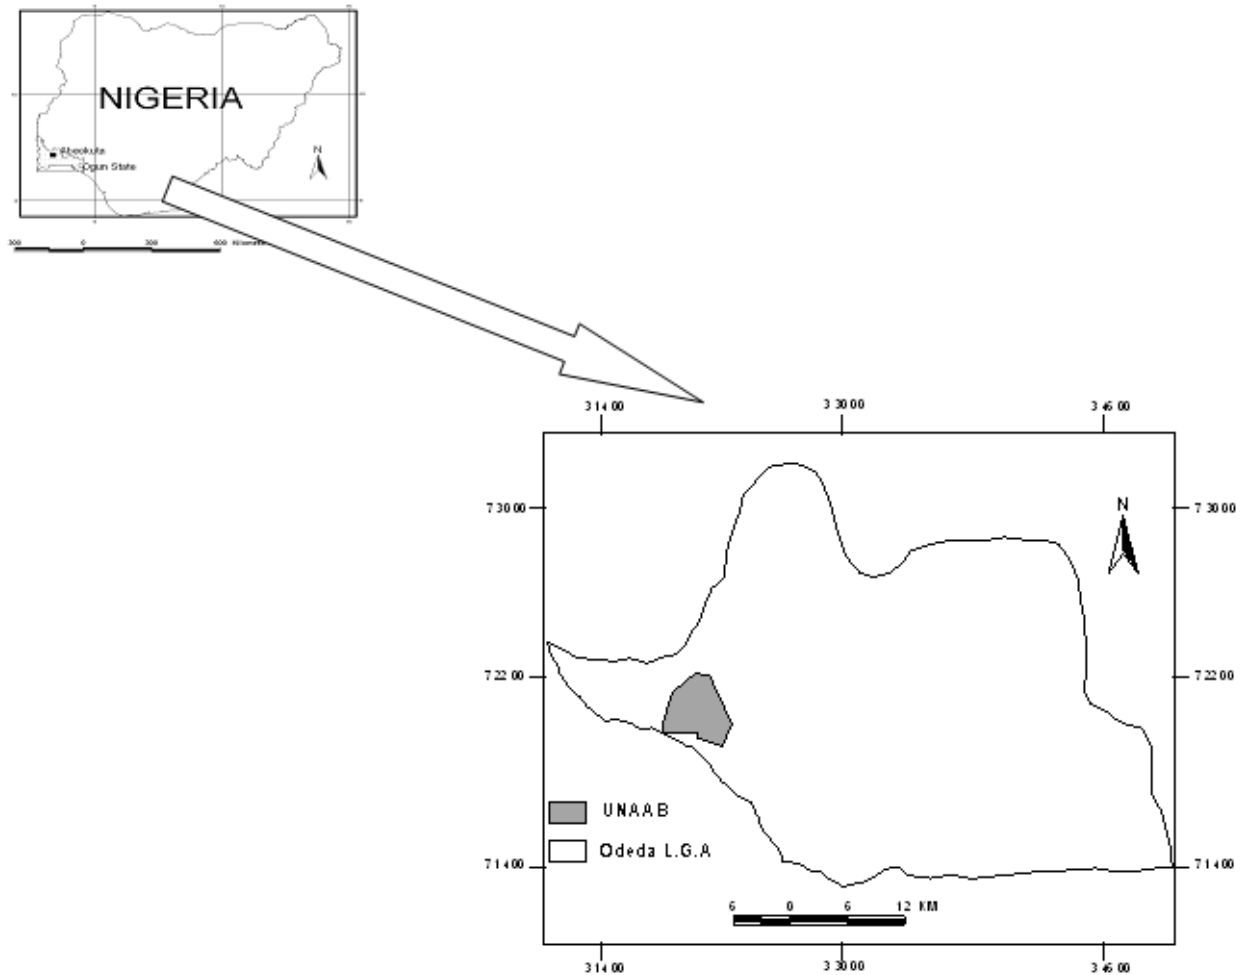 NIGERIA
Abeokuta
Ogun State
N
300 0 300 600 Kilometers
3 14 00 3 30 00 3 46 00
N
7 30 00 7 30 00
7 22 00 7 22 00
UNAAB
Odeda L.G.A
7 14 00 7 14 00
6 0 6 12 KM
3 14 00 3 30 00 3 46 00